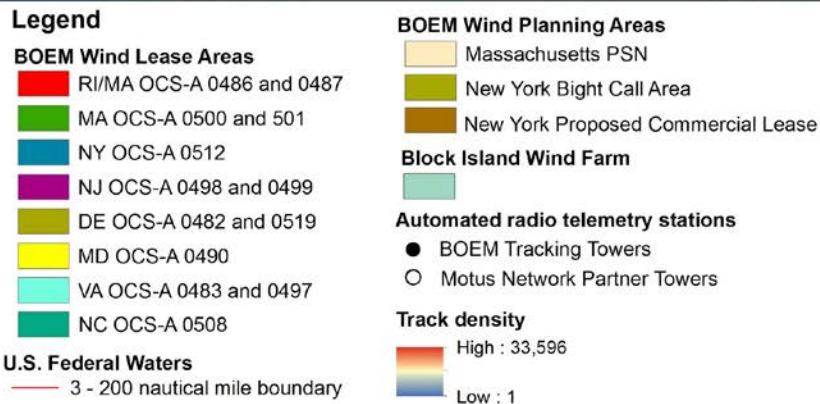 Legend
BOEM Wind Lease Areas
RI/MA OCS-A 0486 and 0487
MA OCS-A 0500 and 501
NY OCS-A 0512
NJ OCS-A 0498 and 0499
DE OCS-A 0482 and 0519
MD OCS-A 0490
VA OCS-A 0483 and 0497
NC OCS-A 0508
U.S. Federal Waters
3 - 200 nautical mile boundary
BOEM Wind Planning Areas
Massachusetts PSN
New York Bight Call Area
New York Proposed Commercial Lease
Block Island Wind Farm
Automated radio telemetry stations
BOEM Tracking Towers
Motus Network Partner Towers
Track density
High : 33,596
Low : 1